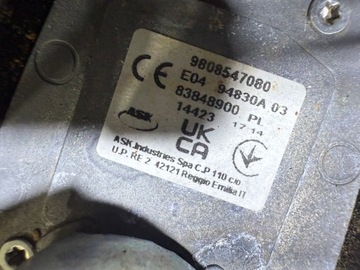 9808547080
CE E04 94830A 03
83848900 PL
14423 17:14
ASK UK
CA
ASK Industries Spa C.P 110 c/o
U.P. RE 2 42121 Reggio Emilia IT